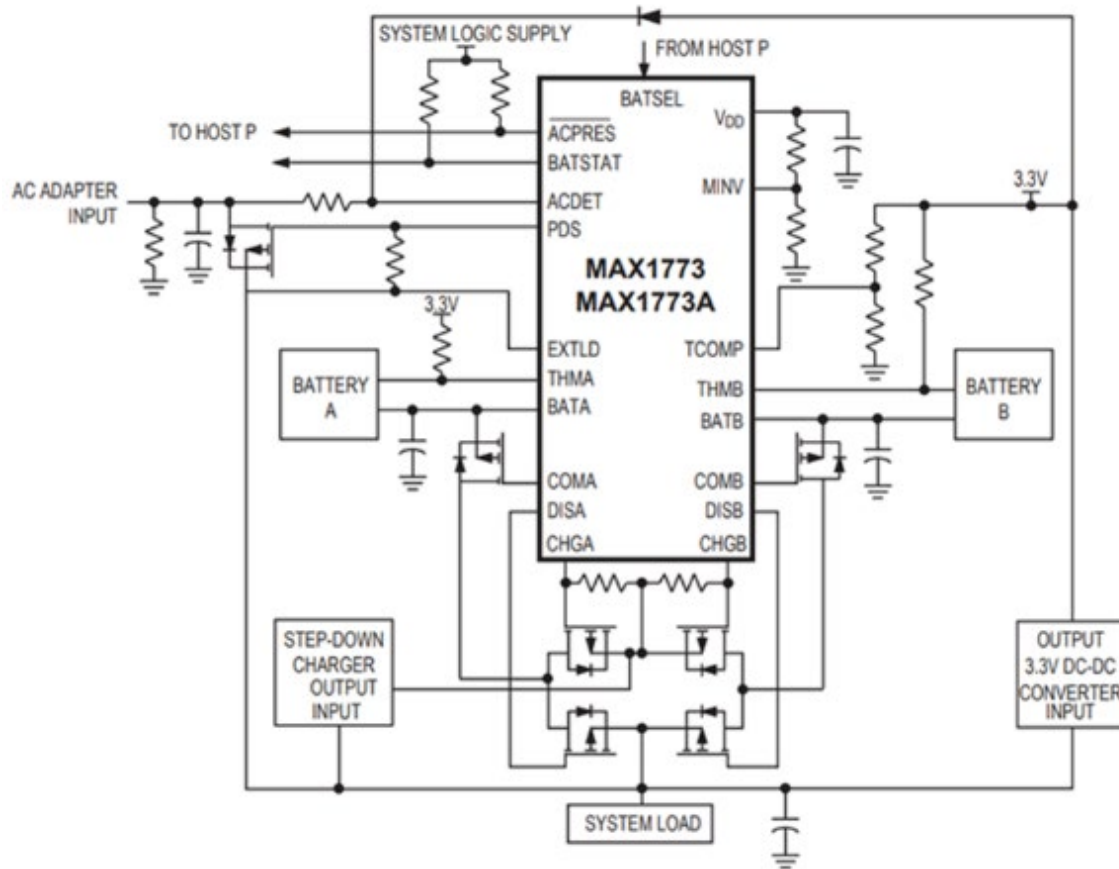 SYSTEM LOGIC SUPPLY
FROM HOST P
BATSEL
TO HOST P
ACPRES
BATSTAT
AC ADAPTER
INPUT
ACDET
PDS
VDD
MINV
3.3V
MAX1773
MAX1773A
3.3V
EXTLD
THMA
BATA
TCOMP
THMB
BATB
BATTERY
A
BATTERY
B
COMA
DISA
CHGA
COMB
DISB
CHGB
STEP-DOWN
CHARGER
OUTPUT
INPUT
OUTPUT
3.3V DC-DC
CONVERTER
INPUT
SYSTEM LOAD